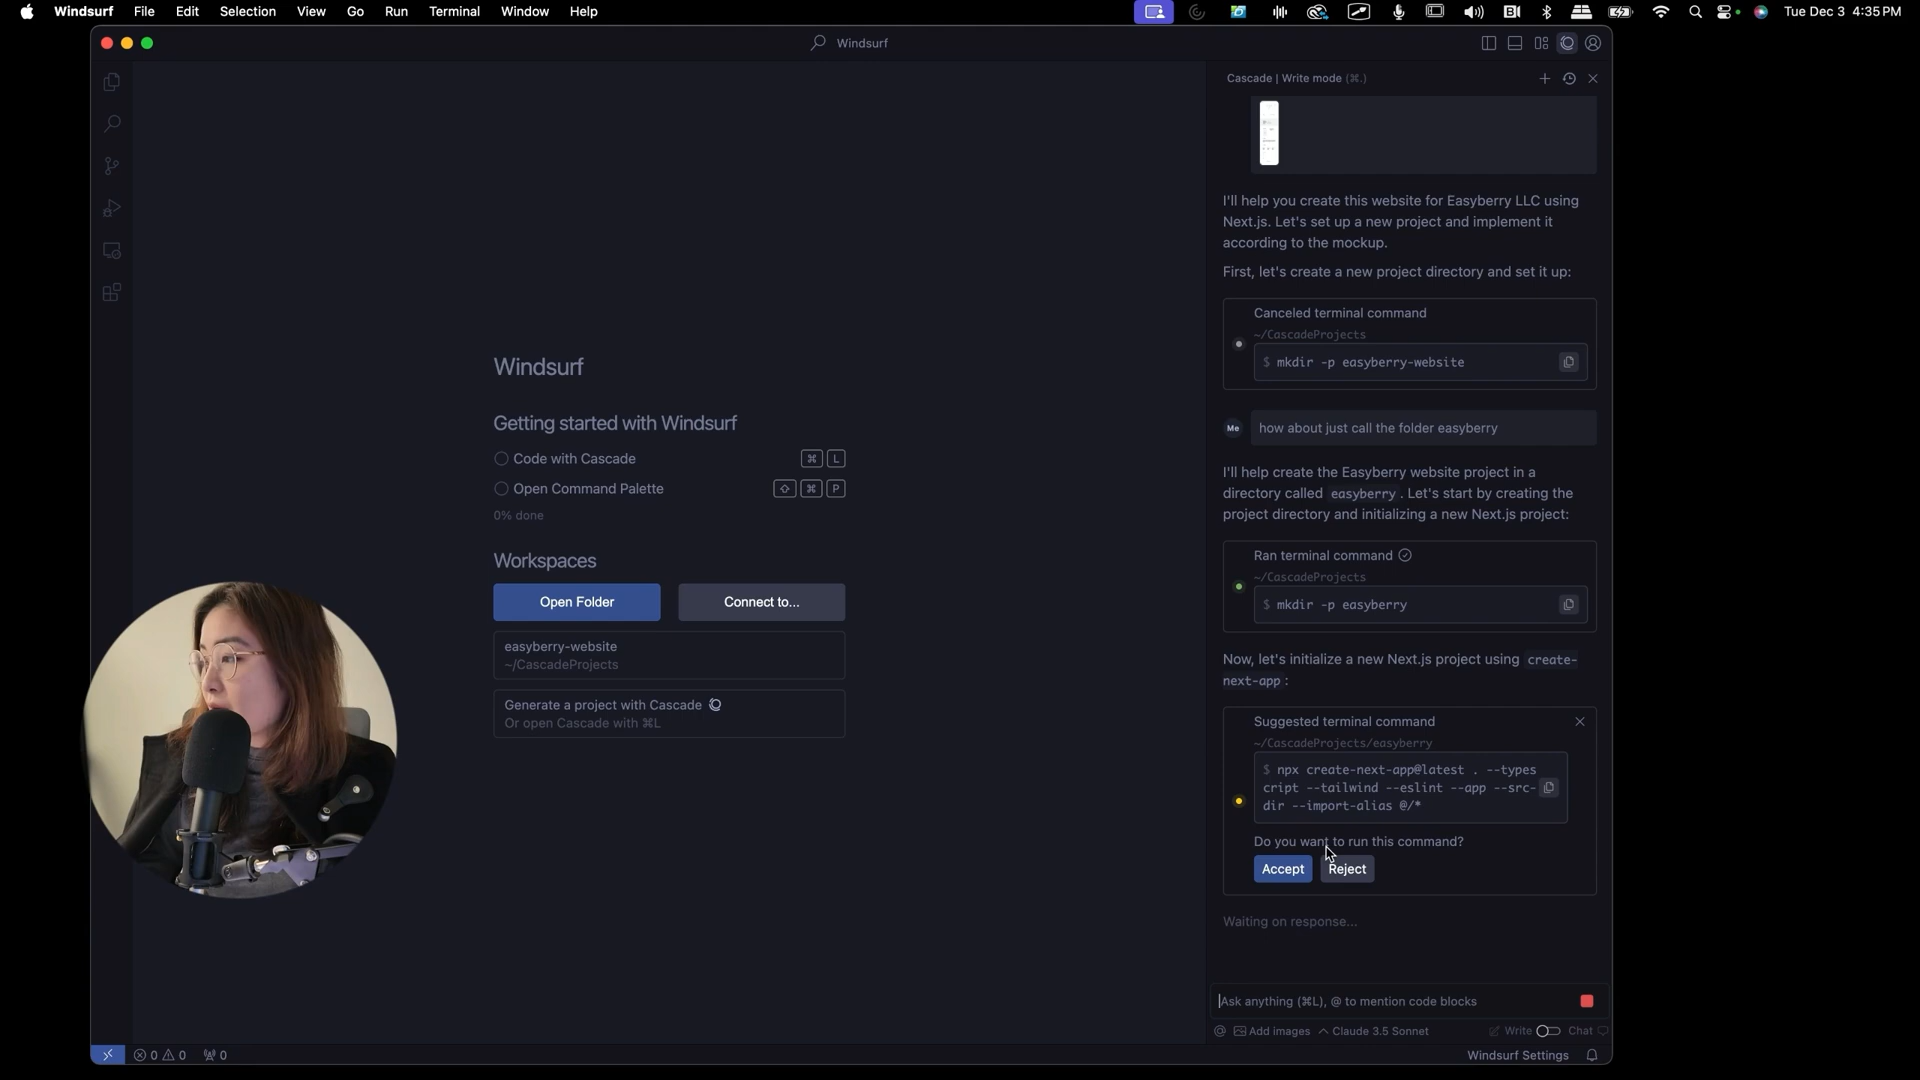 Windsurf File Edit Selection View Go Run Terminal Window Help
Tue Dec 3 4:35 PM
Windsurf
Cascade | Write mode (⌘.)
I'll help you create this website for Easyberry LLC using
Next.js. Let's set up a new project and implement it
according to the mockup.
First, let's create a new project directory and set it up:
Canceled terminal command
~/CascadeProjects
$ mkdir -p easyberry-website
Me
how about just call the folder easyberry
I'll help create the Easyberry website project in a
directory called easyberry. Let's start by creating the
project directory and initializing a new Next.js project:
Ran terminal command
~/CascadeProjects
$ mkdir -p easyberry
Now, let's initialize a new Next.js project using create-
next-app:
Suggested terminal command
~/CascadeProjects/easyberry
$ npx create-next-app@latest . --types
cript --tailwind --eslint --app --src-
dir --import-alias @/*
Do you want to run this command?
Accept Reject
Waiting on response...
Ask anything (⌘L), @ to mention code blocks
@ Add images Claude 3.5 Sonnet Write Chat
Windsurf
Getting started with Windsurf
Code with Cascade ⌘ L
Open Command Palette ⇧ ⌘ P
0% done
Workspaces
Open Folder Connect to...
easyberry-website
~/CascadeProjects
Generate a project with Cascade
Or open Cascade with ⌘L
0 0 0
Windsurf Settings